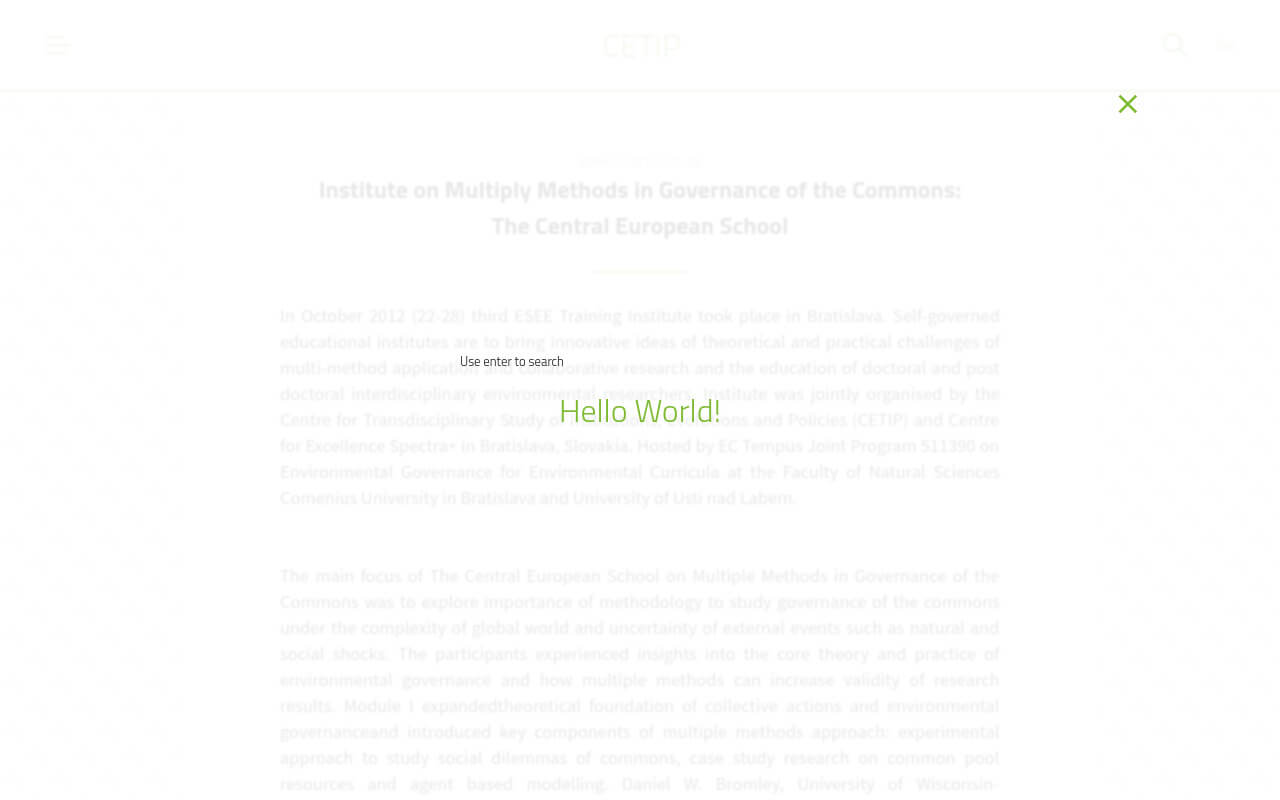 CETIP
Institute on Multiply Methods in Governance of the Commons:
The Central European School
In October 2012 (22-28) third ESEE Training Institute took place in Bratislava. Self-governed
educational institutes are to bring innovative ideas of theoretical and practical challenges of
multi-method application and collaborative research and the education of doctoral and post
Use enter to search
doctoral interdisciplinary environmental researchers. Institute was jointly organised by the
Hello World!
Centre for Transdisciplinary Study of and Policies (CETIP) and Centre
for Excellence Spectra+ in Bratislava, Slovakia. Hosted by EC Tempus Joint Program 511390 on
Environmental Governance for Environmental Curricula at the Faculty of Natural Sciences
Comenius University in Bratislava and University of Usti nad Labem.
The main focus of The Central European School on Multiple Methods in Governance of the
Commons was to explore importance of methodology to study governance of the commons
under the complexity of global world and uncertainty of external events such as natural and
social shocks. The participants experienced insights into the core theory and practice of
environmental governance and how multiple methods can increase validity of research
results. Module I expandedtheoretical foundation of collective actions and environmental
governanceand introduced key components of multiple methods approach: experimental
approach to study social dilemmas of commons, case study research on common pool
resources and agent based modelling. Daniel W. Bromley, University of Wisconsin-